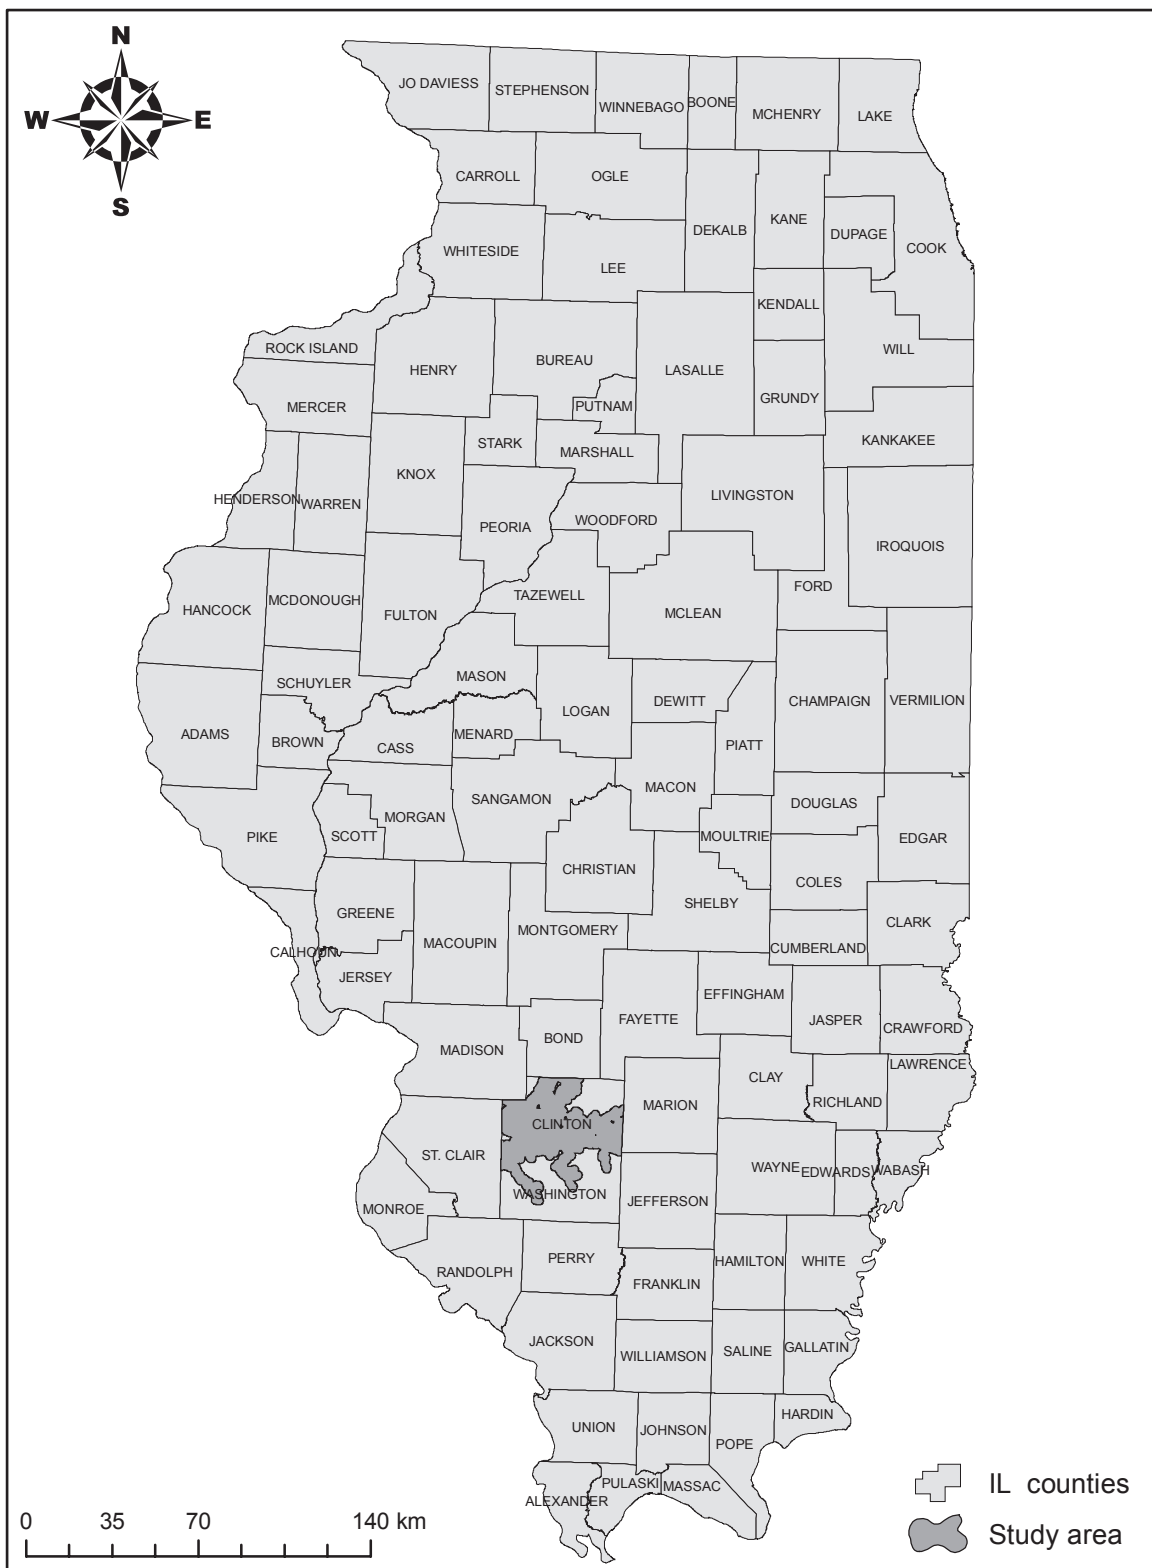 N
W E
S
JO DAVIESS
STEPHENSON
WINNEBAGO
BOONE
MCHENRY
LAKE
CARROLL
OGLE
DEKALB
KANE
DUPAGE
COOK
WHITESIDE
LEE
KENDALL
ROCK ISLAND
HENRY
BUREAU
LASALLE
WILL
MERCER
PUTNAM
GRUNDY
STARK
MARSHALL
KANKAKEE
HENDERSON
WARREN
KNOX
PEORIA
WOODFORD
LIVINGSTON
IROQUOIS
HANCOCK
MCDONOUGH
FULTON
TAZEWELL
MCLEAN
FORD
SCHUYLER
MASON
LOGAN
DEWITT
CHAMPAIGN
VERMILION
ADAMS
BROWN
CASS
MENARD
PIATT
PIKE
SCOTT
MORGAN
SANGAMON
MACON
DOUGLAS
EDGAR
CHRISTIAN
MOULTRIE
COLES
GREENE
MACOUPIN
MONTGOMERY
SHELBY
CLARK
CALHOUN
JERSEY
CUMBERLAND
MADISON
BOND
FAYETTE
EFFINGHAM
JASPER
CRAWFORD
CLAY
LAWRENCE
RICHLAND
CLINTON
MARION
ST. CLAIR
WAYNE
EDWARDS
WABASH
MONROE
WASHINGTON
JEFFERSON
RANDOLPH
PERRY
FRANKLIN
HAMILTON
WHITE
JACKSON
WILLIAMSON
SALINE
GALLATIN
UNION
JOHNSON
POPE
HARDIN
ALEXANDER
PULASKI
MASSAC
IL counties
Study area
0 35 70 140 km